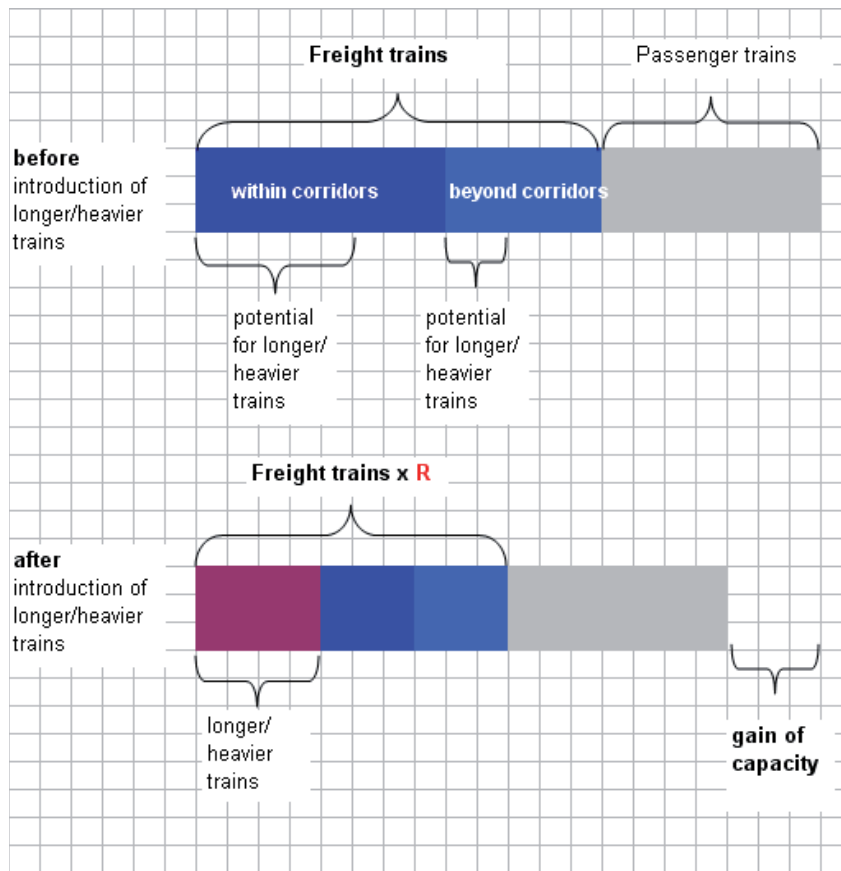 Freight trains
Passenger trains
before
introduction of
longer/heavier
trains
within corridors
beyond corridors
potential
for longer/
heavier
trains
potential
for longer/
heavier
trains
Freight trains x R
after
introduction of
longer/heavier
trains
longer/
heavier
trains
gain of
capacity